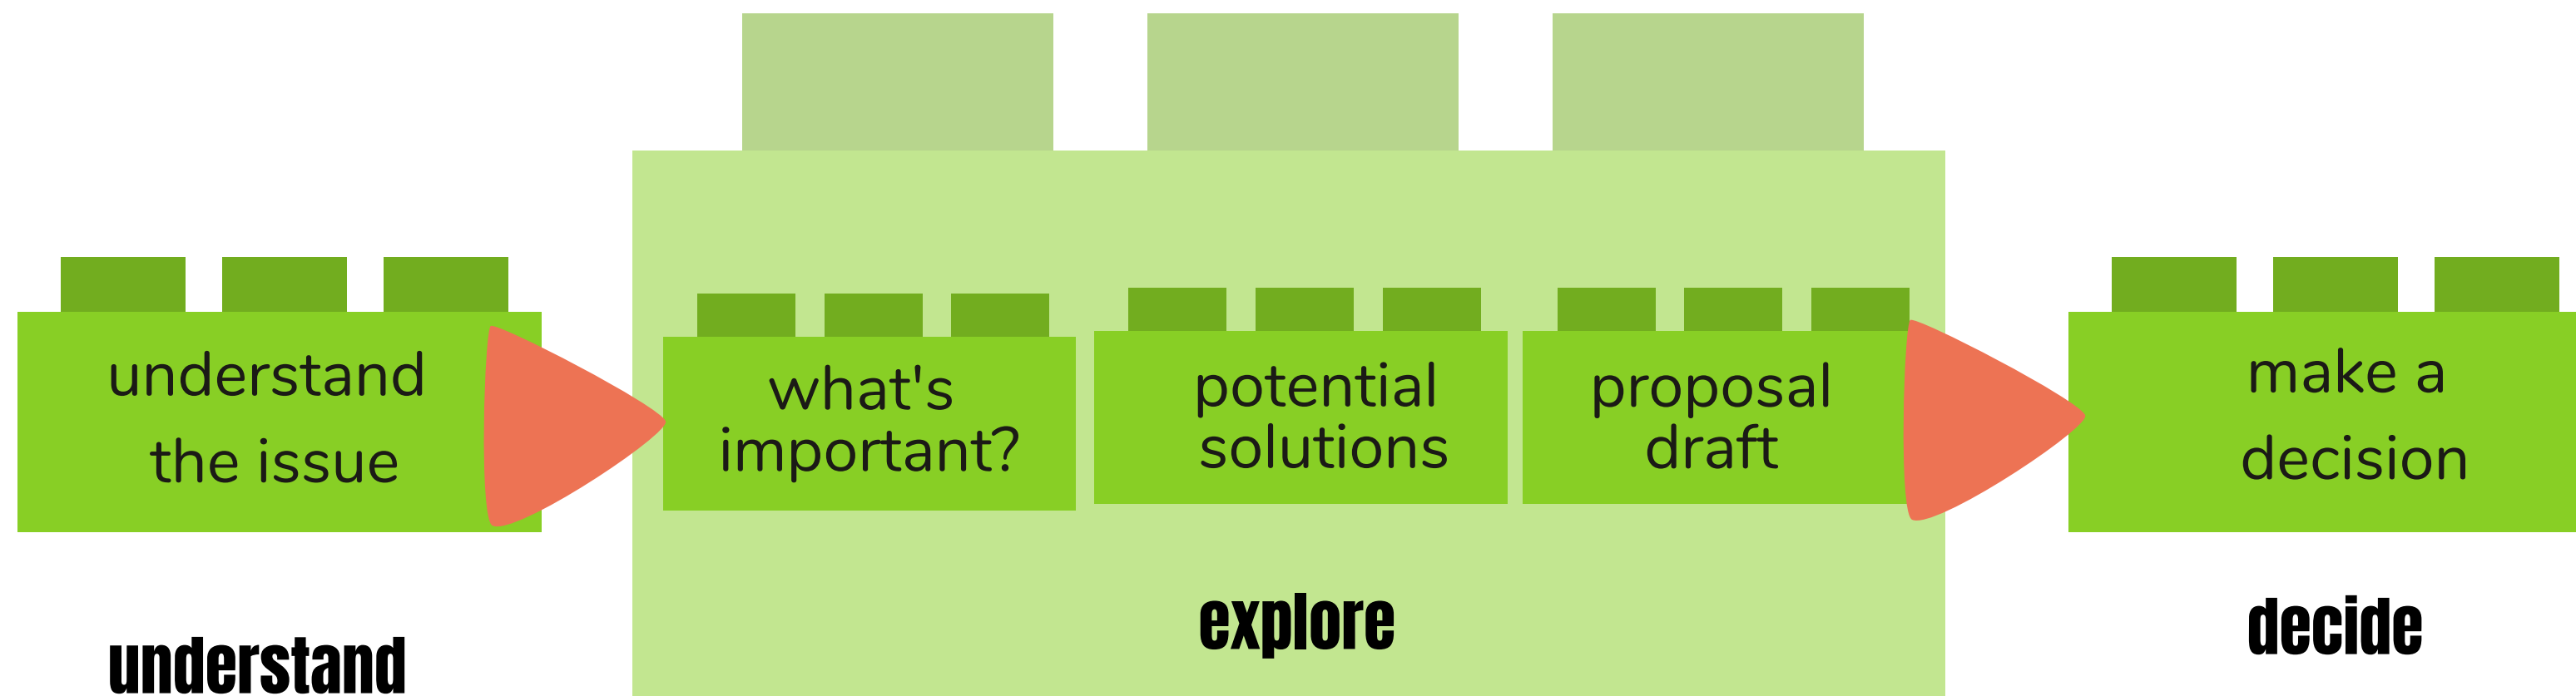 understand
the issue
what's
important?
potential
solutions
proposal
draft
make a
decision
understand
explore
decide